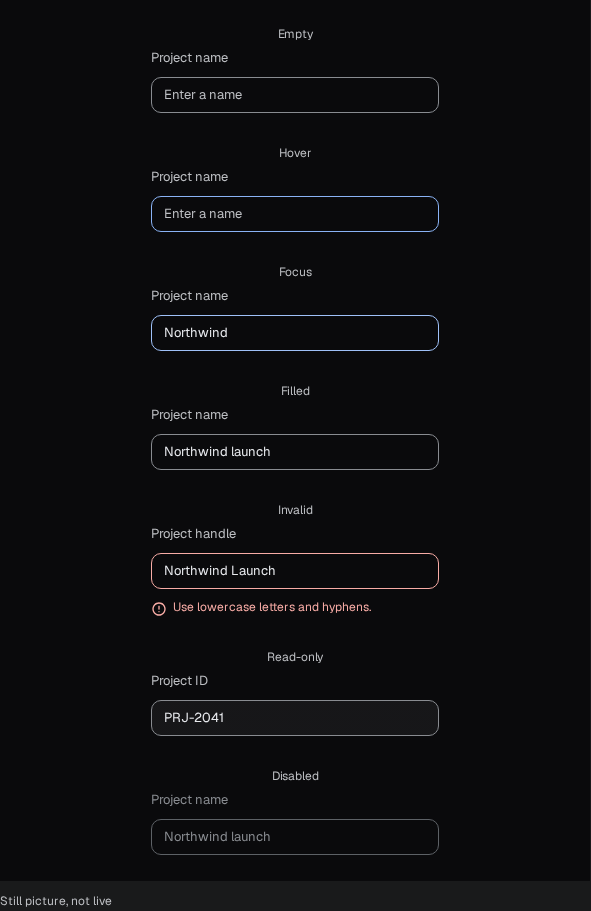 Empty
Project name
Enter a name
Hover
Project name
Enter a name
Focus
Project name
Northwind
Filled
Project name
Northwind launch
Invalid
Project handle
Northwind Launch
Use lowercase letters and hyphens.
Read-only
Project ID
PRJ-2041
Disabled
Project name
Northwind launch
Still picture, not live